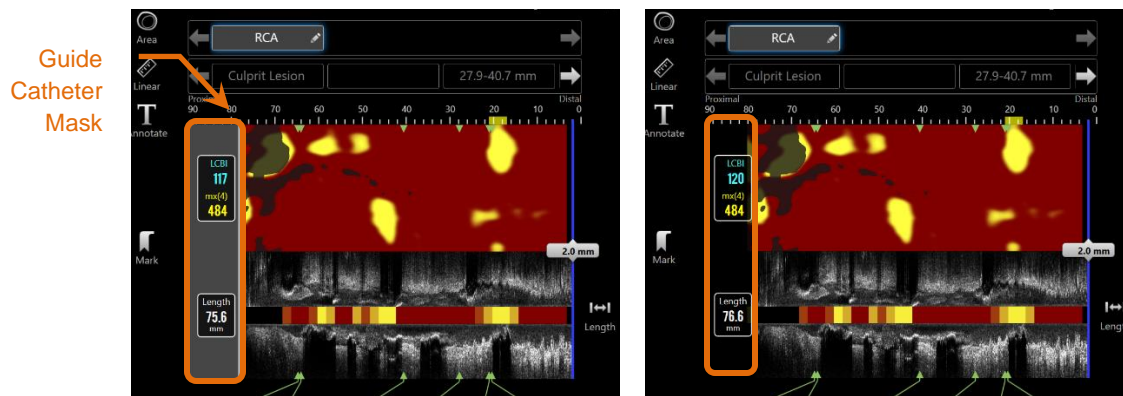 Guide
Catheter
Mask
Area
RCA
Linear
Culprit Lesion
27.9-40.7 mm
Proximal
Distal
90 80 70 60 50 40 30 20 10 0
Annotate
LCBI
117
mx(4)
484
Mark
2.0 mm
Length
75.6
mm
Length
Area
RCA
Linear
Culprit Lesion
27.9-40.7 mm
Proximal
Distal
90 80 70 60 50 40 30 20 10 0
Annotate
LCBI
120
mx(4)
484
Mark
2.0 mm
Length
76.6
mm
Leng